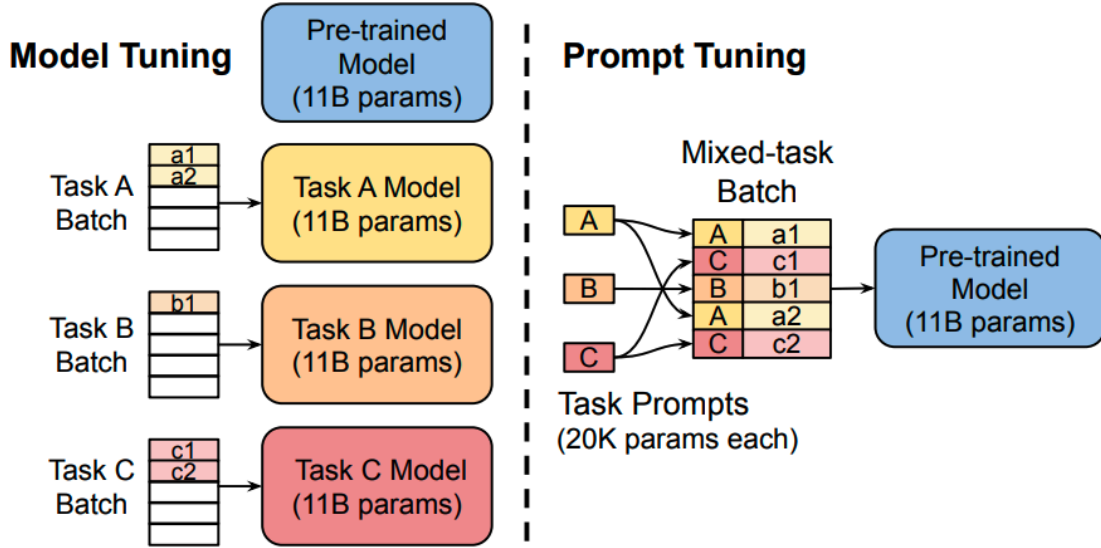 Model Tuning
Pre-trained
Model
(11B params)
a1
a2
Task A
Batch
Task A Model
(11B params)
b1
Task B
Batch
Task B Model
(11B params)
c1
c2
Task C
Batch
Task C Model
(11B params)
Prompt Tuning
Mixed-task
Batch
A
B
C
A a1
C c1
B b1
A a2
C c2
Pre-trained
Model
(11B params)
Task Prompts
(20K params each)